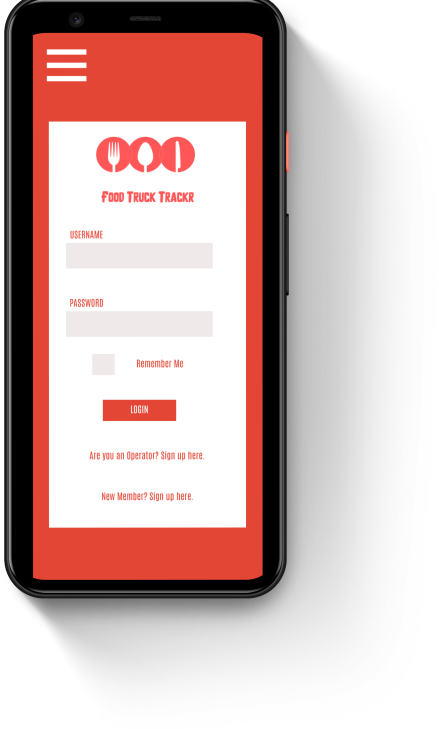 Food Truck Trackr
USERNAME
PASSWORD
Remember Me
LOGIN
Are you an Operator? Sign up here.
New Member? Sign up here.